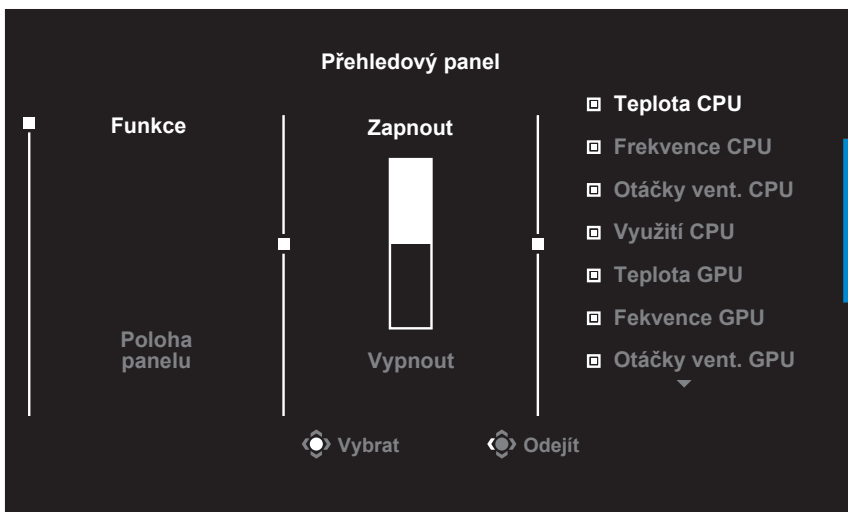 Přehledový panel
Funkce
Poloha
panelu
Zapnout
Vypnout
Teplota CPU
Frekvence CPU
Otáčky vent. CPU
Využití CPU
Teplota GPU
Fekvence GPU
Otáčky vent. GPU
Vybrat
Odejít